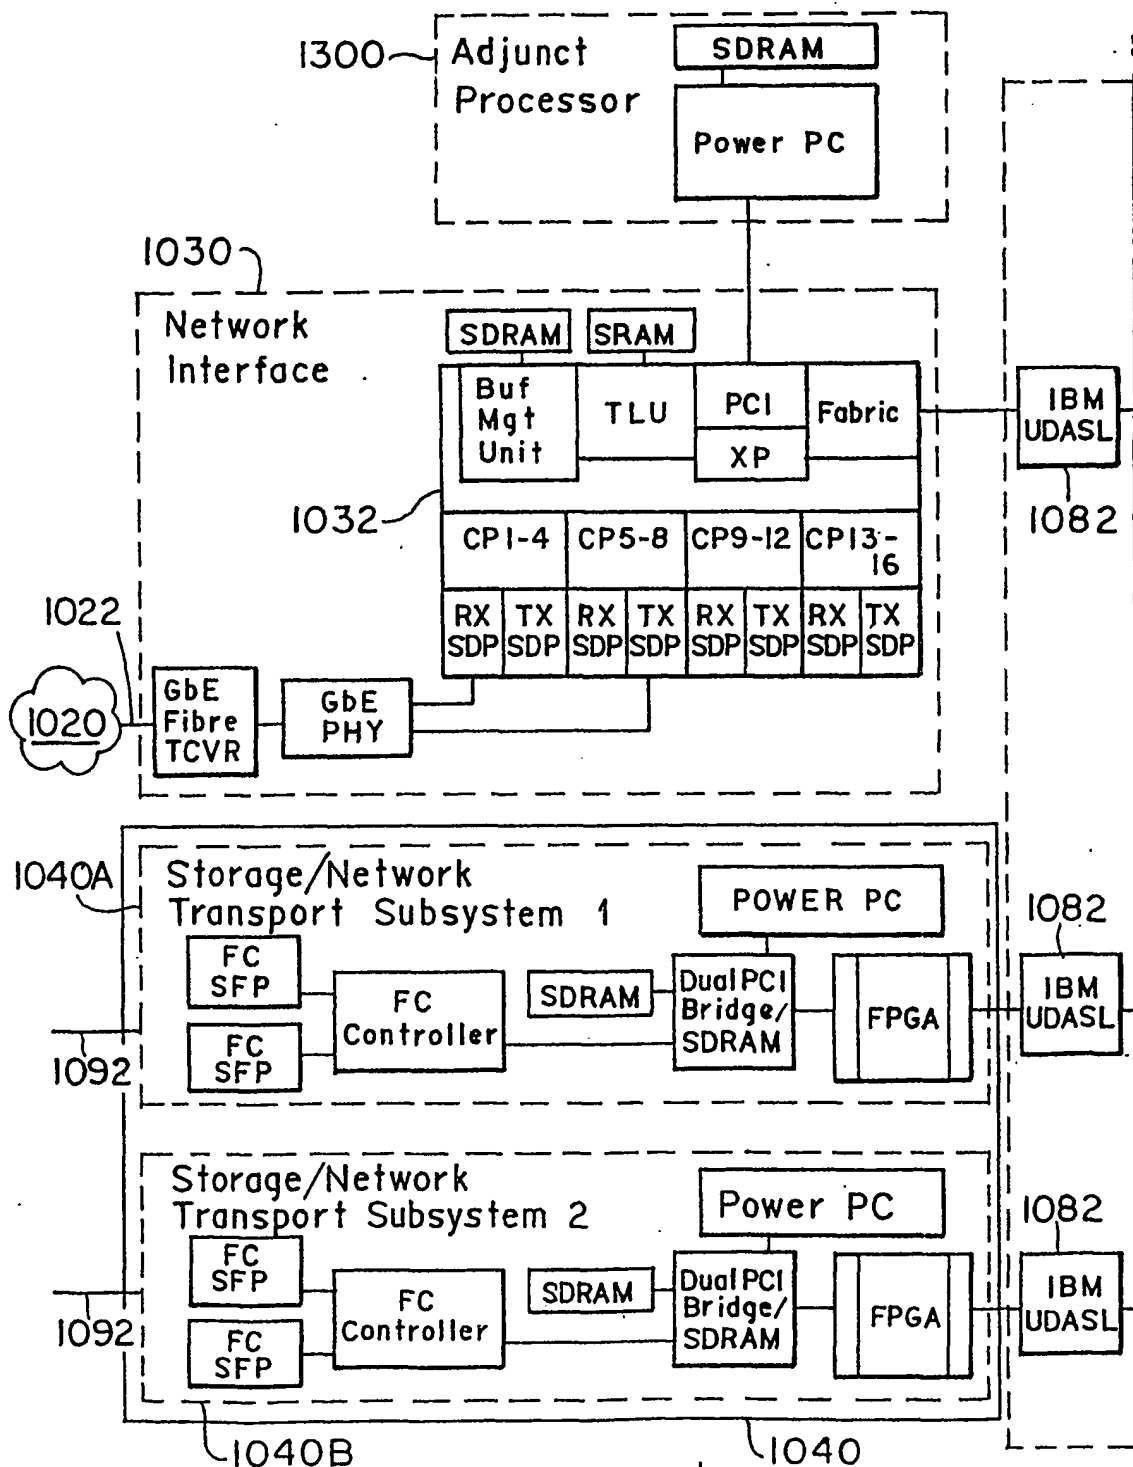 1300
Adjunct
Processor
SDRAM
Power PC
1030
Network
Interface
SDRAM
SRAM
Buf
Mgt
Unit
TLU
PCI
XP
Fabric
IBM
UDASL
1082
1032
CP1-4
CP5-8
CP9-12
CP13-
16
RX
SDP
TX
SDP
RX
SDP
TX
SDP
RX
SDP
TX
SDP
RX
SDP
TX
SDP
1022
1020
GbE
Fibre
TCVR
GbE
PHY
1040A
Storage/Network
Transport Subsystem 1
POWER PC
FC
SFP
FC
SFP
FC
Controller
SDRAM
Dual PCI
Bridge/
SDRAM
FPGA
1082
IBM
UDASL
1092
Storage/Network
Transport Subsystem 2
Power PC
FC
SFP
FC
SFP
FC
Controller
SDRAM
Dual PCI
Bridge/
SDRAM
FPGA
1082
IBM
UDASL
1092
1040B
1040